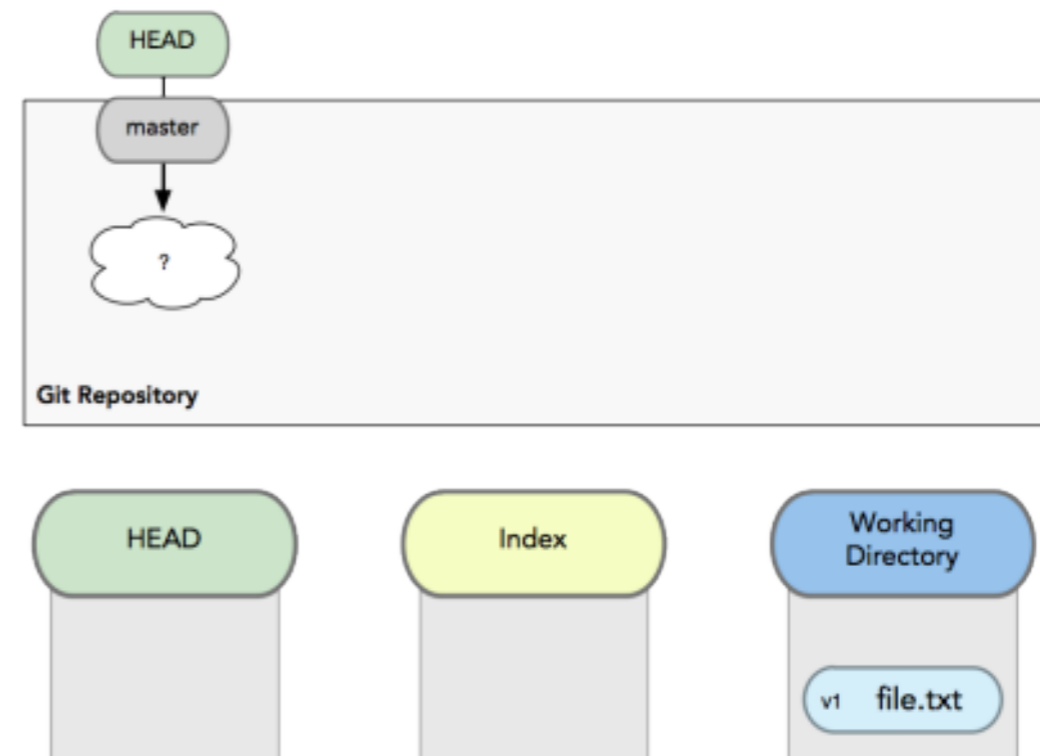 HEAD
master
?
Git Repository
HEAD
Index
Working
Directory
v1 file.txt